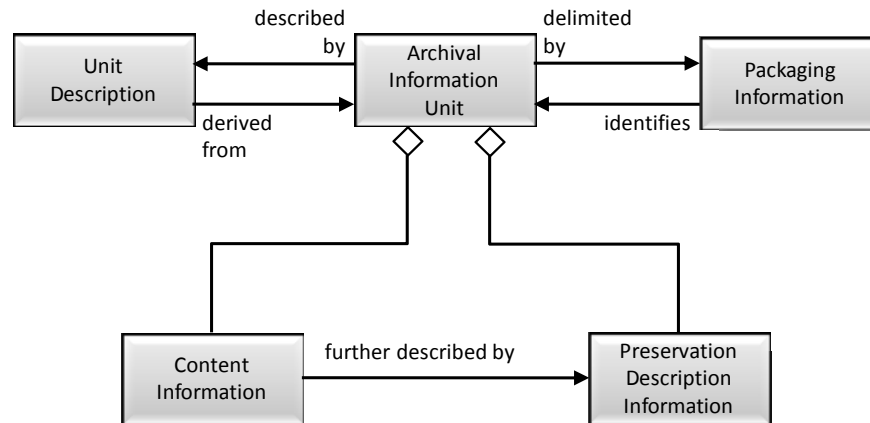 described
by
delimited
by
Unit
Description
Archival
Information
Unit
Packaging
Information
derived
from
identifies
Content
Information
further described by
Preservation
Description
Information